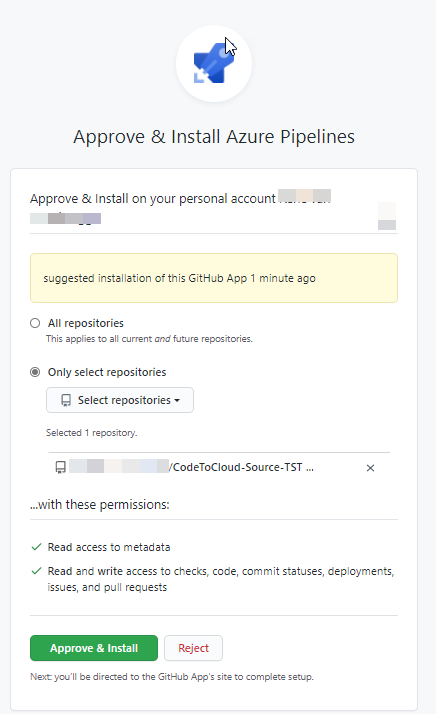 Approve & Install Azure Pipelines
Approve & Install on your personal account
suggested installation of this GitHub App 1 minute ago
All repositories
This applies to all current and future repositories.
Only select repositories
Select repositories
Selected 1 repository.
/CodeToCloud-Source-TST ...
...with these permissions:
Read access to metadata
Read and write access to checks, code, commit statuses, deployments,
issues, and pull requests
Approve & Install
Reject
Next: you'll be directed to the GitHub App's site to complete setup.